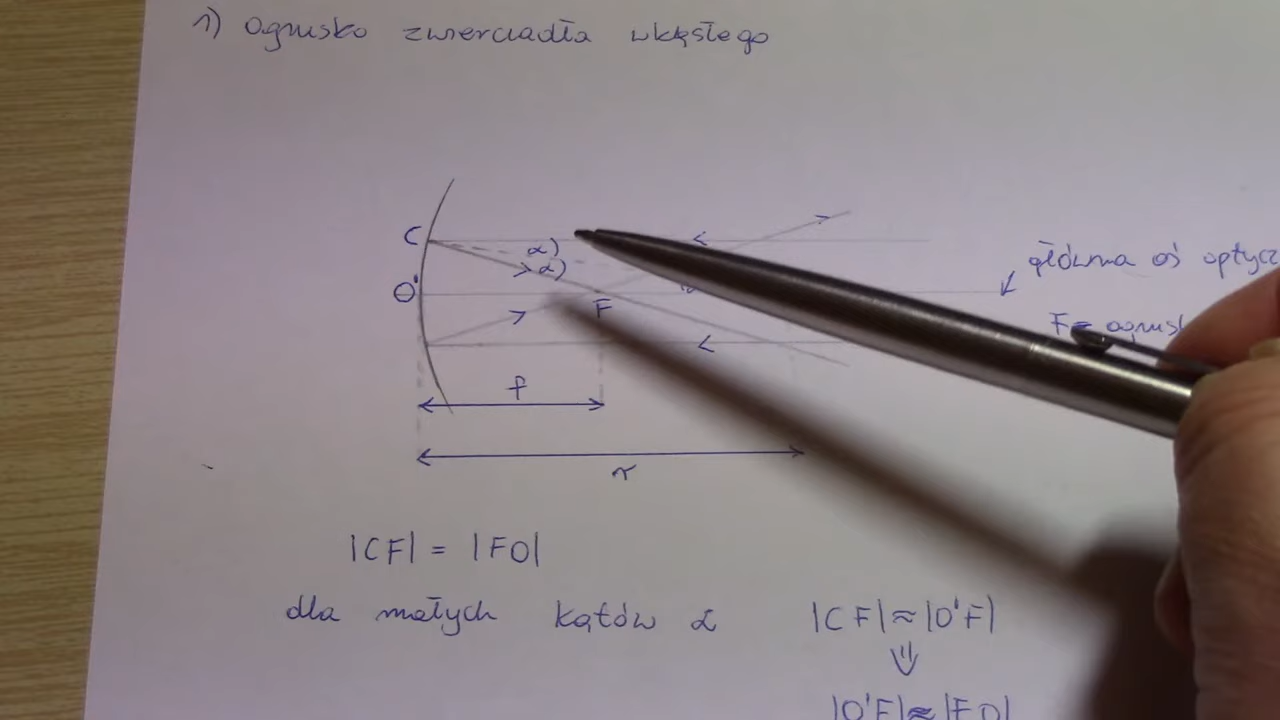 1) Ognisko zwierciadła wklęsłego
C
α)
α)
O'
F
główna oś optycz
F= ognisk
f
r
|CF| = |FO|
dla małych kątów α |CF| ≈ |O'F|
⇓
|O'F| ≈ |FO|